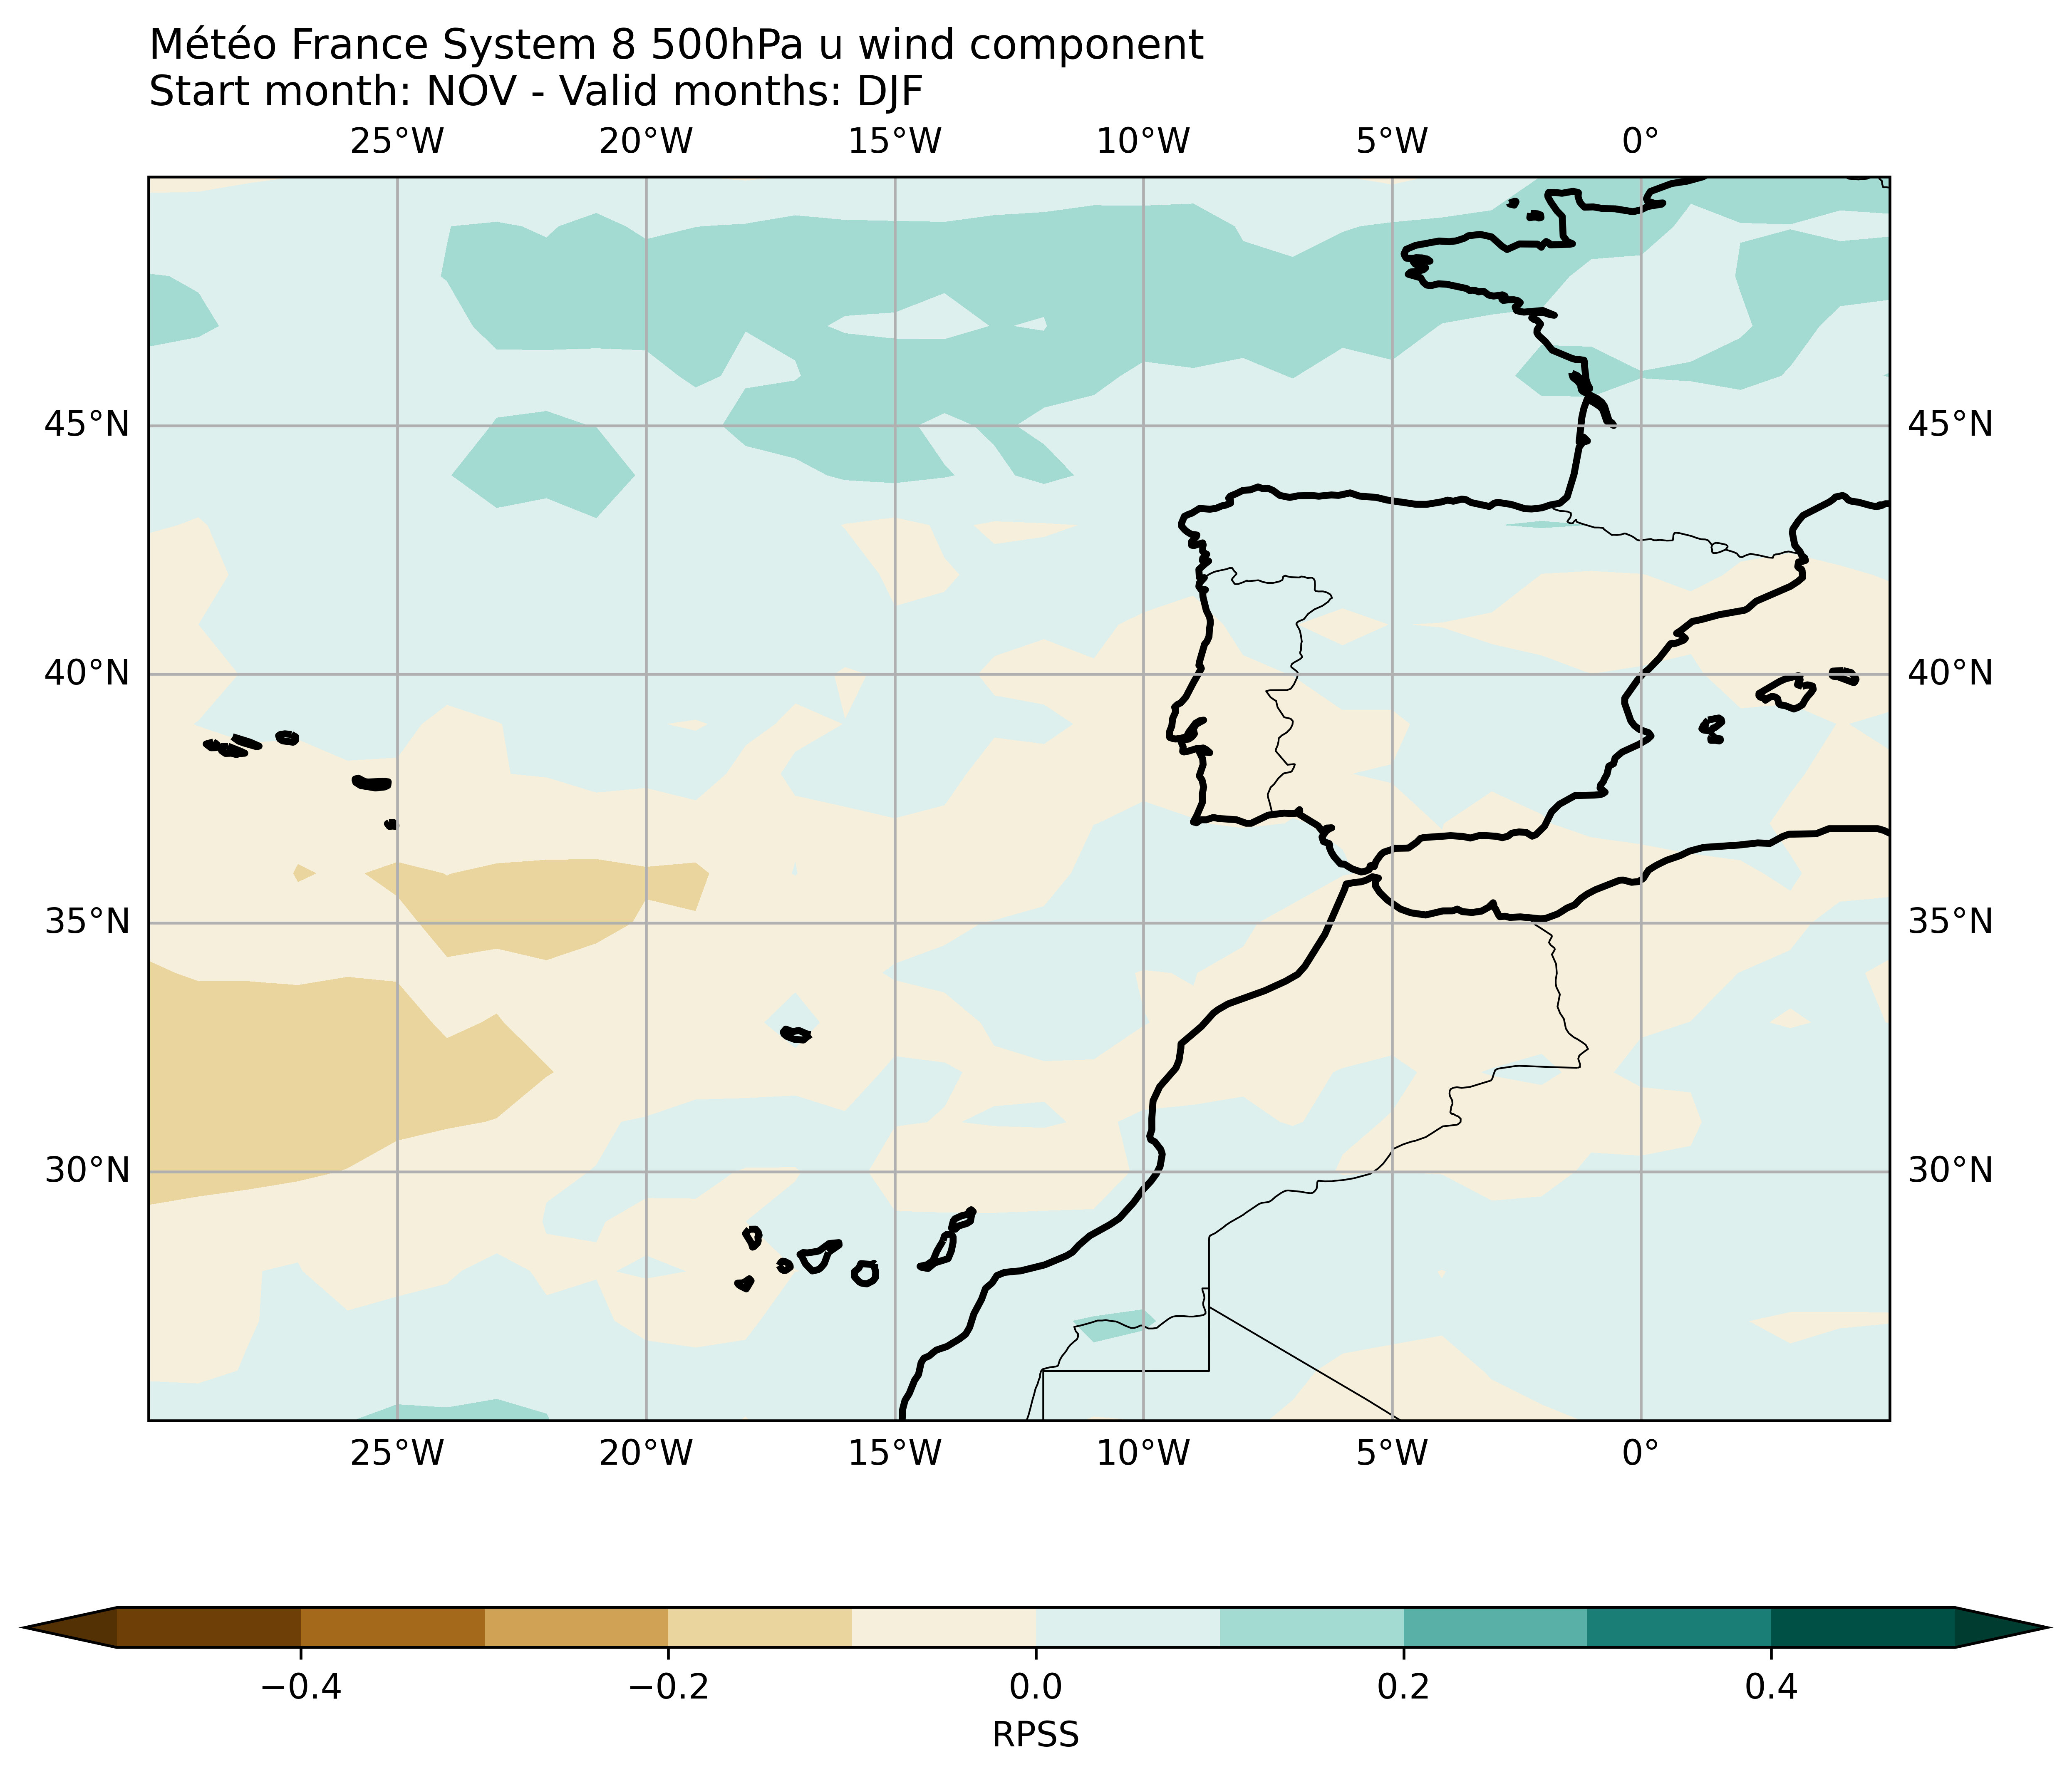 Météo France System 8 500hPa u wind component
Start month: NOV - Valid months: DJF
25°W 20°W 15°W 10°W 5°W 0°
45°N 45°N
40°N 40°N
35°N 35°N
30°N 30°N
25°W 20°W 15°W 10°W 5°W 0°
−0.4 −0.2 0.0 0.2 0.4
RPSS